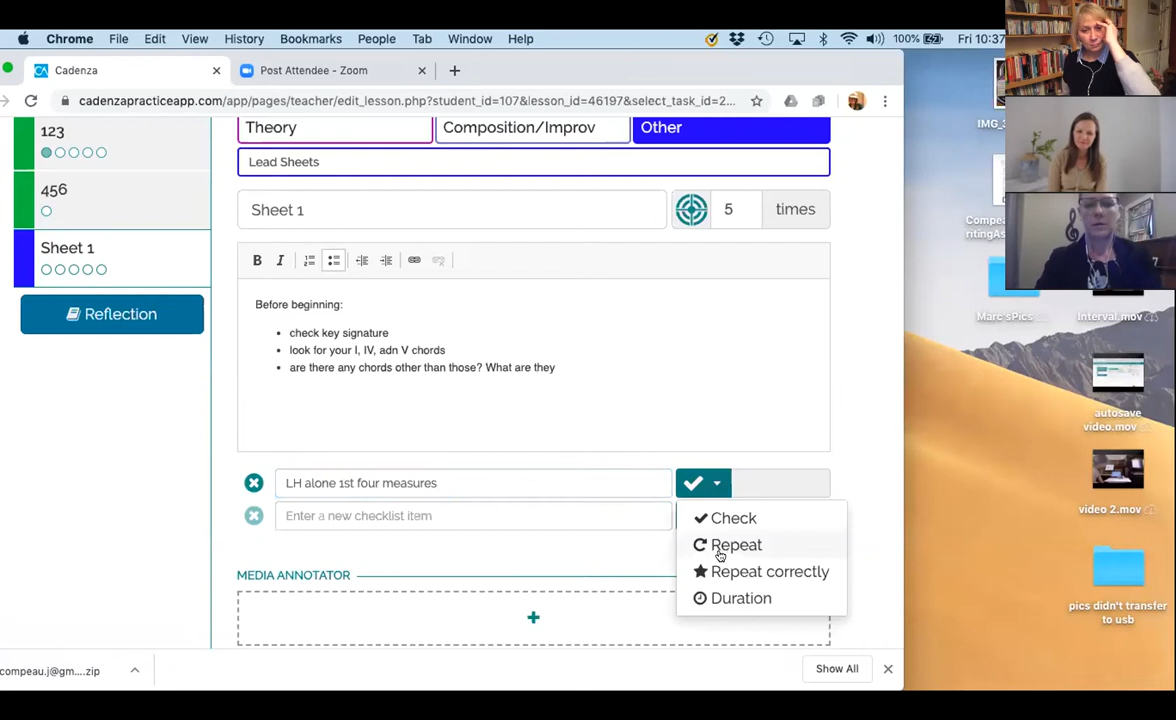 Chrome File Edit View History Bookmarks People Tab Window Help
100% Fri 10:37
Cadenza
Post Attendee - Zoom
cadenzapracticeapp.com/app/pages/teacher/edit_lesson.php?student_id=107&lesson_id=46197&select_task_id=2...
123
456
Sheet 1
Reflection
Theory
Composition/Improv
Other
Lead Sheets
Sheet 1
5
times
B I
Before beginning:
check key signature
look for your I, IV, adn V chords
are there any chords other than those? What are they
LH alone 1st four measures
Enter a new checklist item
Check
Repeat
Repeat correctly
Duration
MEDIA ANNOTATOR
compeau.j@gm....zip
Show All
Marc'sPics
Interval.mov
autosave
video.mov
video 2.mov
pics didn't transfer
to usb